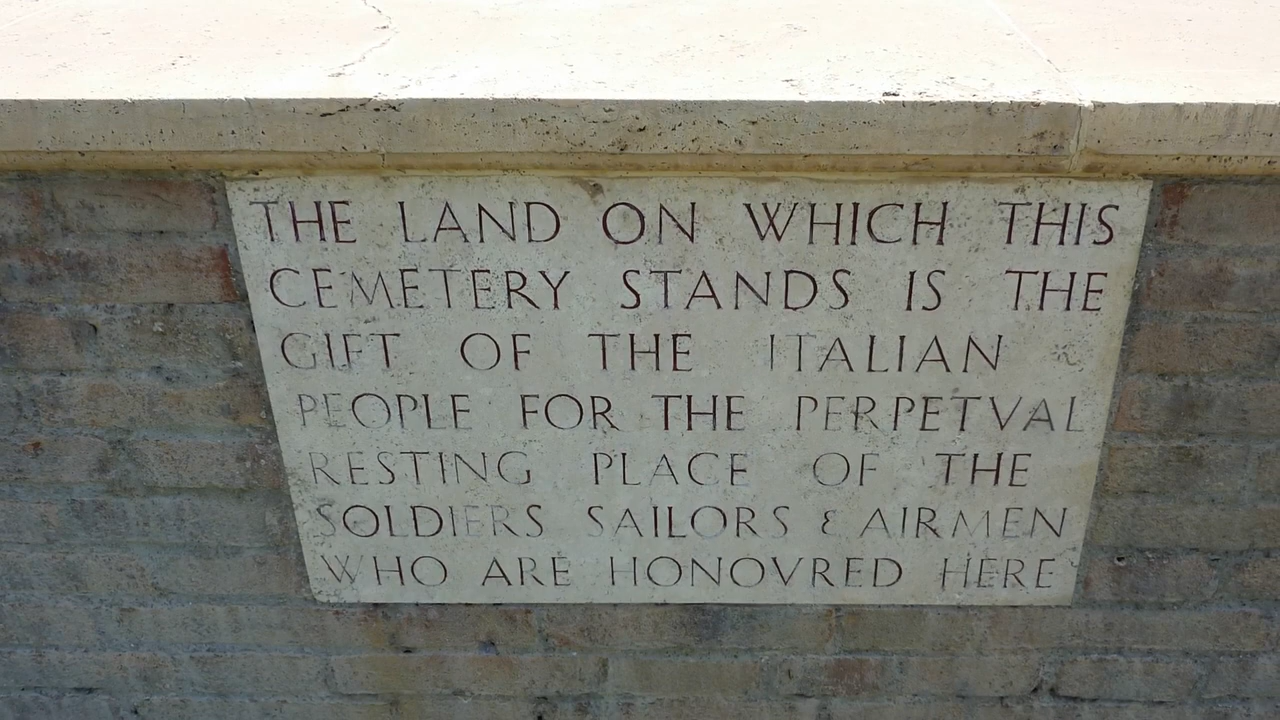 THE LAND ON WHICH THIS
CEMETERY STANDS IS THE
GIFT OF THE ITALIAN
PEOPLE FOR THE PERPETVAL
RESTING PLACE OF THE
SOLDIERS SAILORS & AIRMEN
WHO ARE HONOVRED HERE